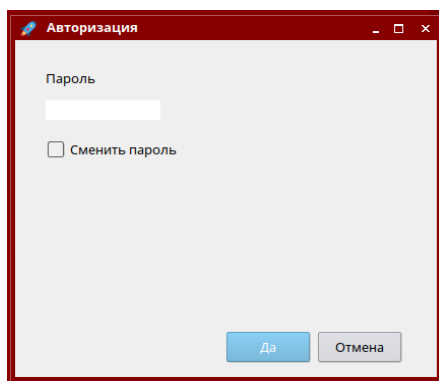 Авторизация
Пароль
Сменить пароль
Да Отмена